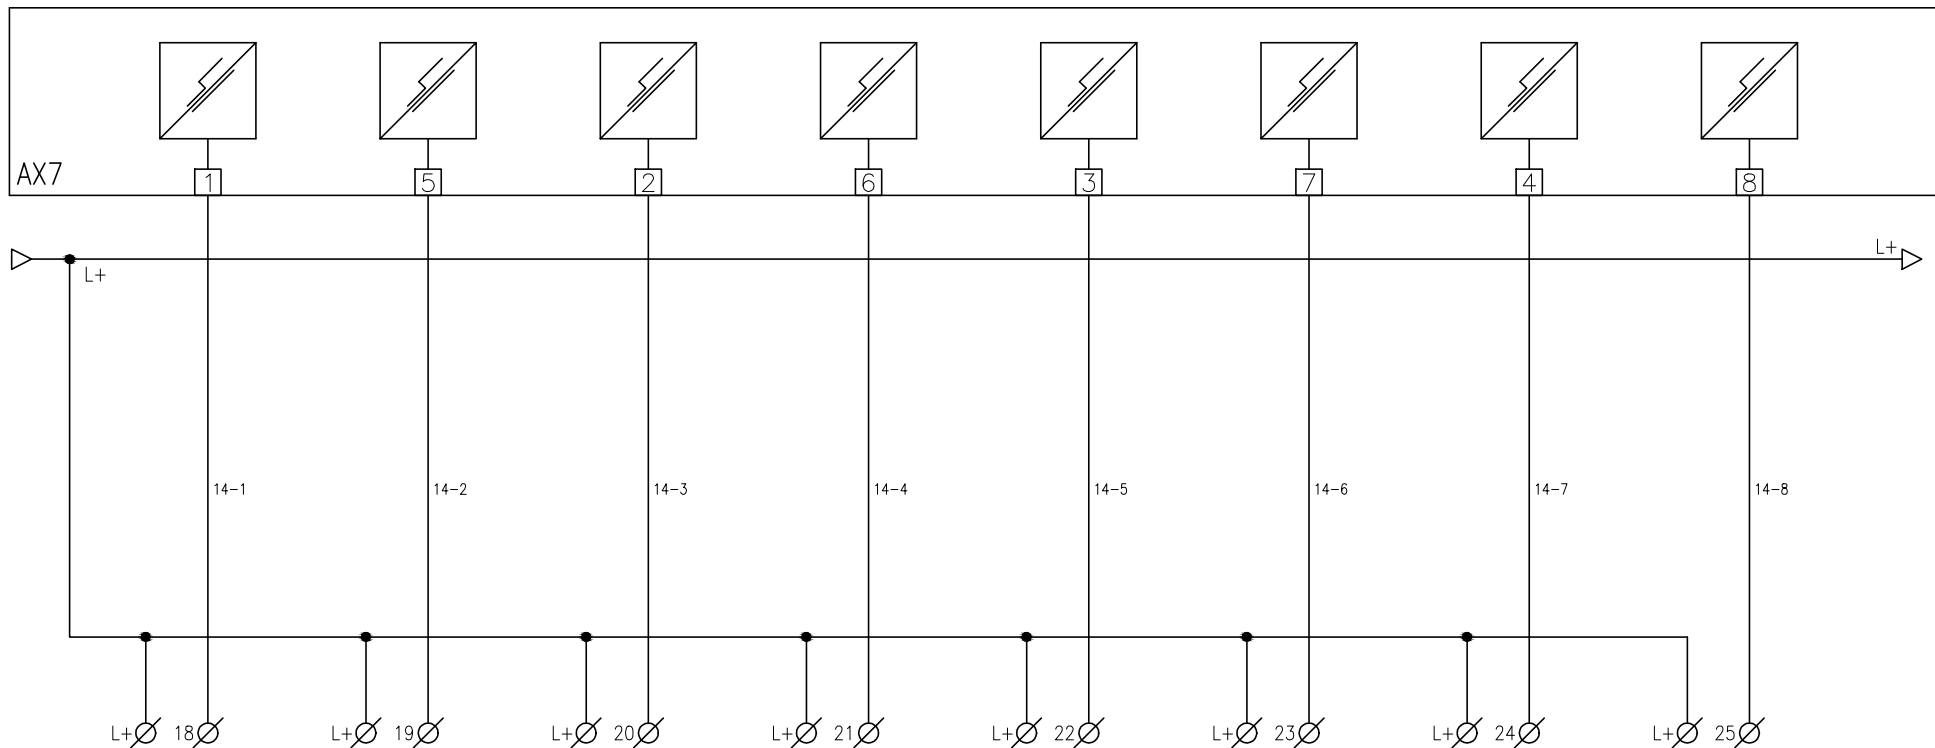 AX7
1 5 2 6 3 7 4 8
L+
L+
14-1 14-2 14-3 14-4 14-5 14-6 14-7 14-8
L+ 18 L+ 19 L+ 20 L+ 21 L+ 22 L+ 23 L+ 24 L+ 25